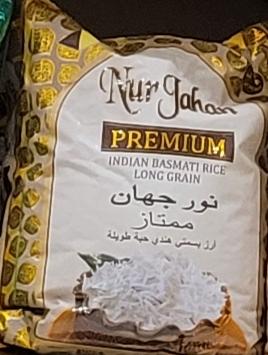 Nur Jahan
PREMIUM
INDIAN BASMATI RICE
LONG GRAIN
نور جهان
ممتاز
أرز بسمتي هندي حبة طويلة